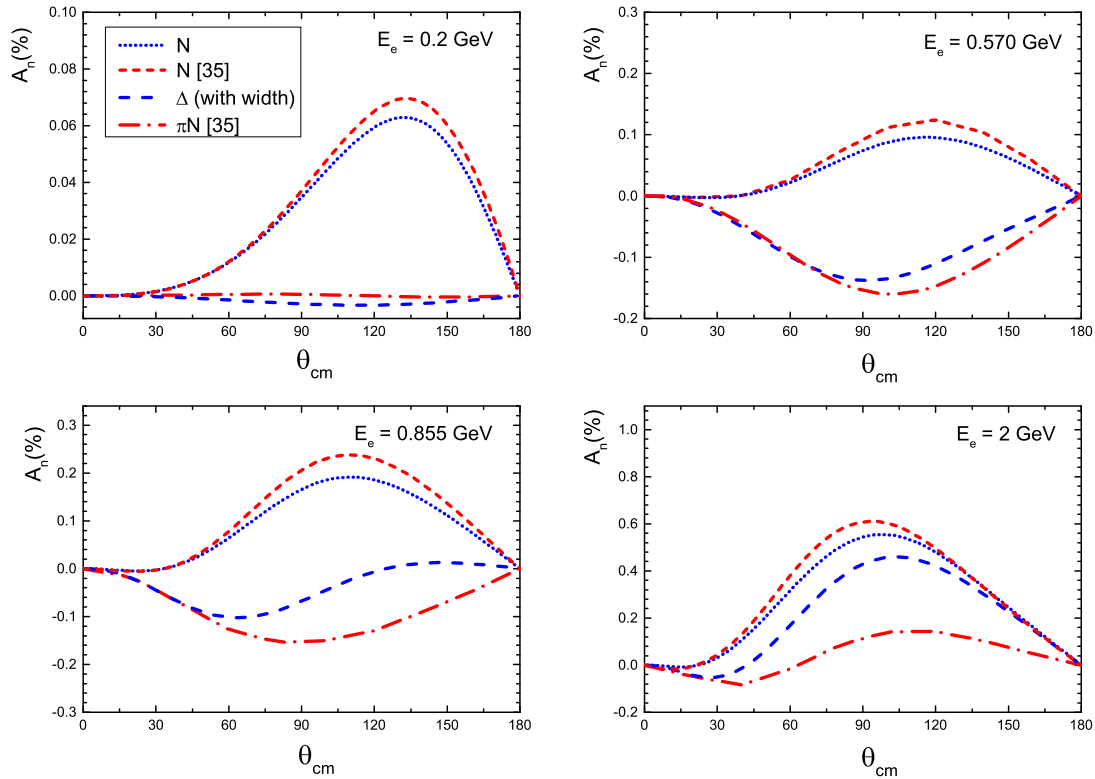 A_n(%)
0.10
0.08
0.06
0.04
0.02
0.00
N
N [35]
Δ (with width)
πN [35]
E_e = 0.2 GeV
0 30 60 90 120 150 180
θ_cm
A_n(%)
0.3
0.2
0.1
0.0
-0.1
-0.2
E_e = 0.570 GeV
0 30 60 90 120 150 180
θ_cm
A_n(%)
0.3
0.2
0.1
0.0
-0.1
-0.2
-0.3
E_e = 0.855 GeV
0 30 60 90 120 150 180
θ_cm
A_n(%)
1.0
0.8
0.6
0.4
0.2
0.0
-0.2
E_e = 2 GeV
0 30 60 90 120 150 180
θ_cm